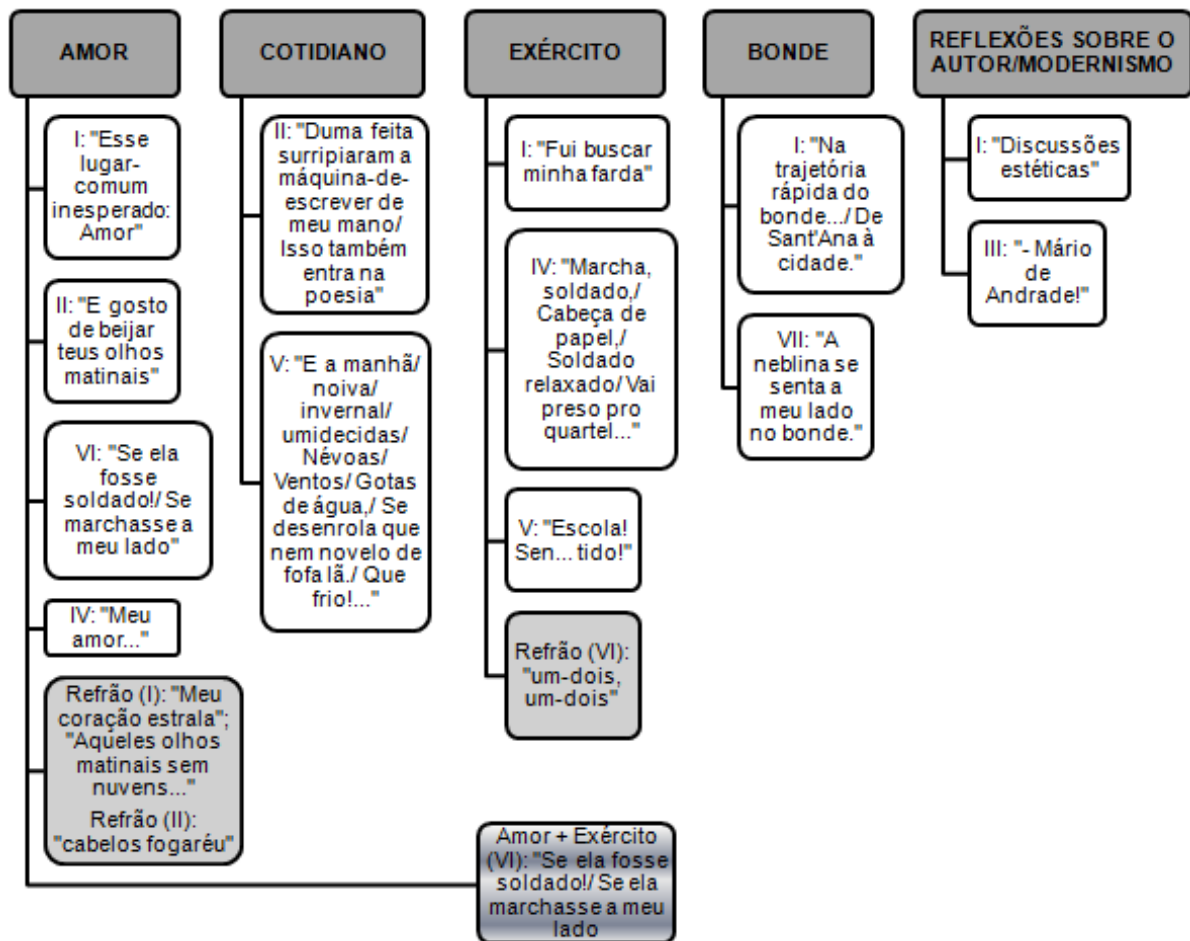 AMOR
I: "Esse
lugar-
comum
inesperado:
Amor"
II: "E gosto
de beijar
teus olhos
matinais"
VI: "Se ela
fosse
soldado!/ Se
marchasse a
meu lado"
IV: "Meu
amor..."
Refrão (I): "Meu
coração estrala";
"Aqueles olhos
matinais sem
nuvens..."
Refrão (II):
"cabelos fogaréu"
COTIDIANO
II: "Duma feita
surripiaram a
máquina-de-
escrever de
meu mano/
Isso também
entra na
poesia"
V: "E a manhã/
noiva/
invernal/
umidecidas/
Névoas/
Ventos/ Gotas
de água,/ Se
desenrola que
nem novelo de
fofa lã./ Que
frio!..."
EXÉRCITO
I: "Fui buscar
minha farda"
IV: "Marcha,
soldado,/
Cabeça de
papel,/
Soldado
relaxado/ Vai
preso pro
quartel..."
V: "Escola!
Sen... tido!"
Refrão (VI):
"um-dois,
um-dois"
Amor + Exército
(VI): "Se ela fosse
soldado!/ Se ela
marchasse a meu
lado
BONDE
I: "Na
trajetória
rápida do
bonde.../ De
Sant'Ana à
cidade."
VII: "A
neblina se
senta a
meu lado
no bonde."
REFLEXÕES SOBRE O
AUTOR/MODERNISMO
I: "Discussões
estéticas"
III: "- Mário
de
Andrade!"